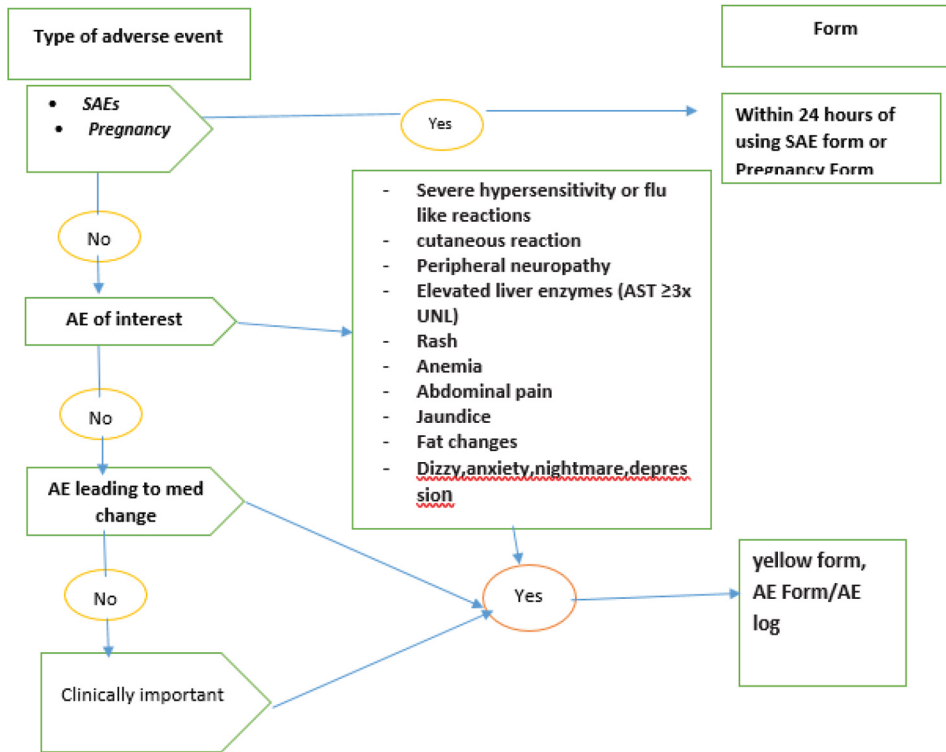 Type of adverse event
Form
• SAEs
• Pregnancy
Yes
Within 24 hours of
using SAE form or
Pregnancy Form
No
- Severe hypersensitivity or flu
like reactions
- cutaneous reaction
- Peripheral neuropathy
- Elevated liver enzymes (AST ≥3x
UNL)
- Rash
- Anemia
- Abdominal pain
- Jaundice
- Fat changes
- Dizzy,anxiety,nightmare,depres
sion
AE of interest
No
AE leading to med
change
No
Yes
yellow form,
AE Form/AE
log
Clinically important